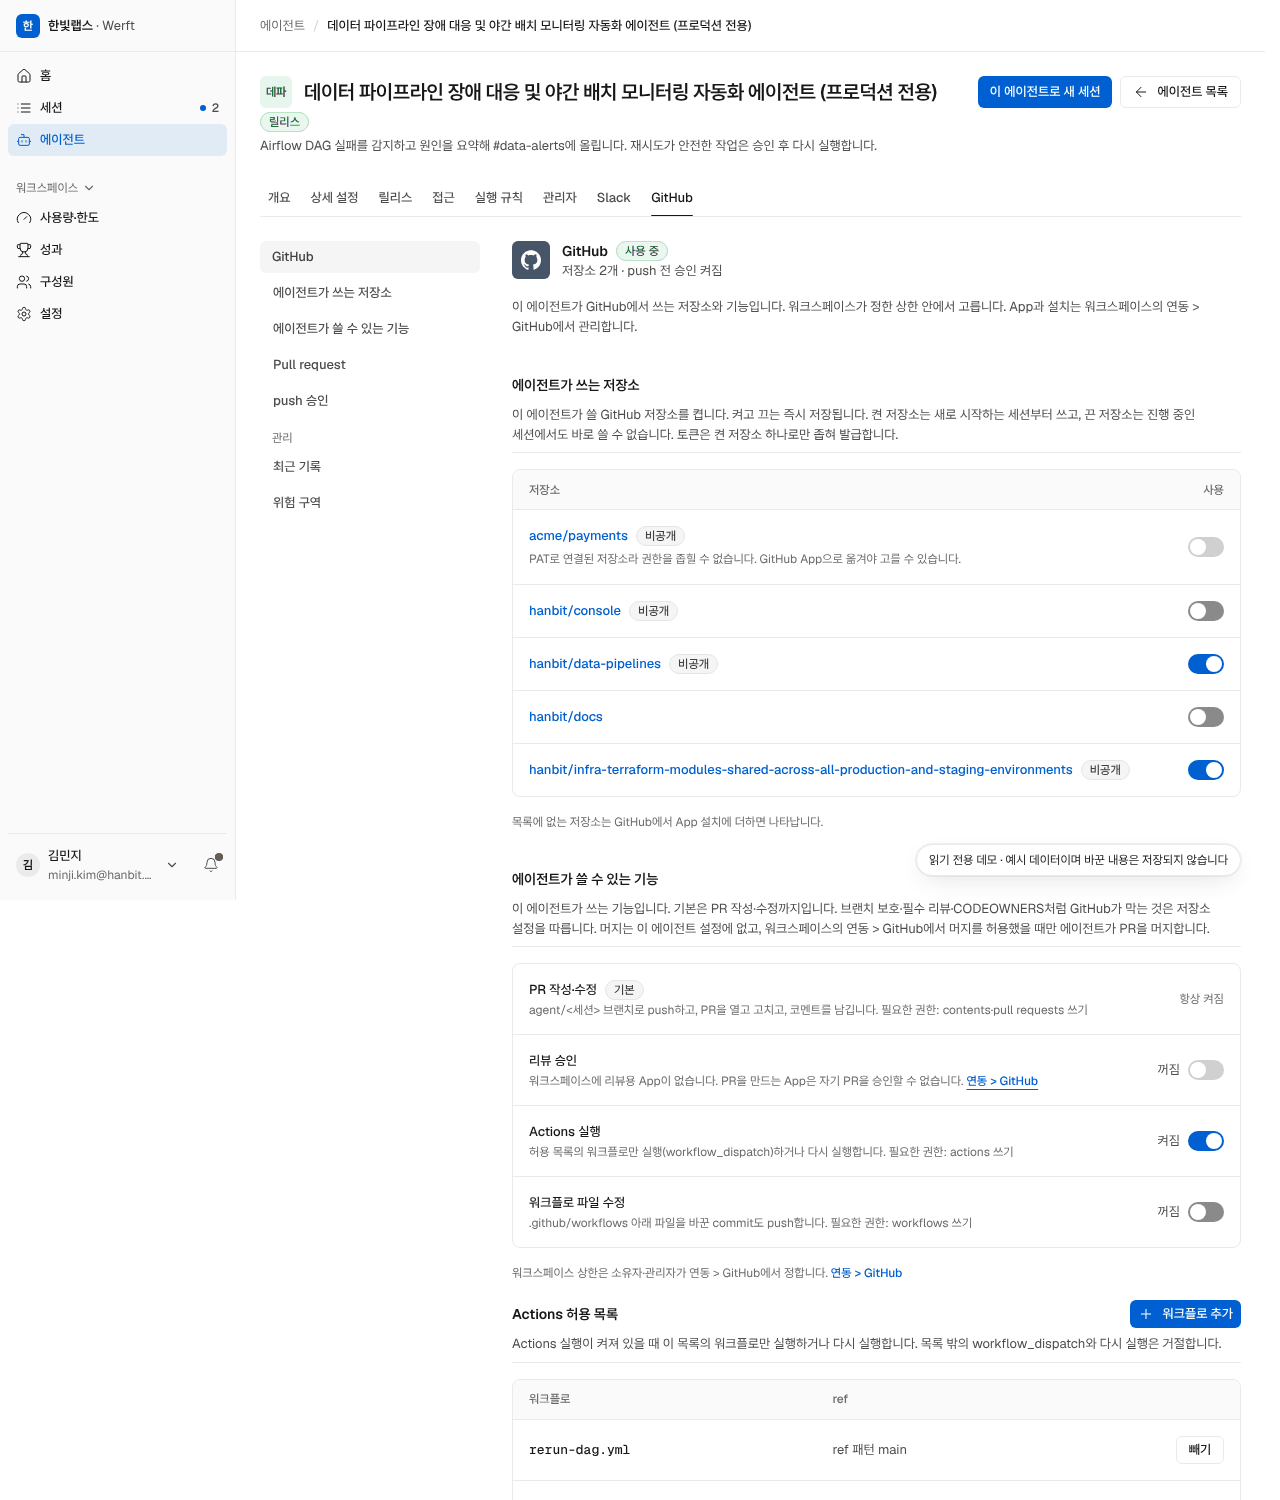 한 한빛랩스 · Werft
홈
세션 2
에이전트
워크스페이스
사용량·한도
성과
구성원
설정
김 김민지
minji.kim@hanbit....
에이전트 / 데이터 파이프라인 장애 대응 및 야간 배치 모니터링 자동화 에이전트 (프로덕션 전용)
데파 데이터 파이프라인 장애 대응 및 야간 배치 모니터링 자동화 에이전트 (프로덕션 전용)
릴리스
이 에이전트로 새 세션
에이전트 목록
Airflow DAG 실패를 감지하고 원인을 요약해 #data-alerts에 올립니다. 재시도가 안전한 작업은 승인 후 다시 실행합니다.
개요 상세 설정 릴리스 접근 실행 규칙 관리자 Slack GitHub
GitHub
에이전트가 쓰는 저장소
에이전트가 쓸 수 있는 기능
Pull request
push 승인
관리
최근 기록
위험 구역
GitHub 사용 중
저장소 2개 · push 전 승인 켜짐
이 에이전트가 GitHub에서 쓰는 저장소와 기능입니다. 워크스페이스가 정한 상한 안에서 고릅니다. App과 설치는 워크스페이스의 연동 >
GitHub에서 관리합니다.
에이전트가 쓰는 저장소
이 에이전트가 쓸 GitHub 저장소를 켭니다. 켜고 끄는 즉시 저장됩니다. 켠 저장소는 새로 시작하는 세션부터 쓰고, 끈 저장소는 진행 중인
세션에서도 바로 쓸 수 없습니다. 토큰은 켠 저장소 하나로만 좁혀 발급합니다.
저장소 사용
acme/payments 비공개
PAT로 연결된 저장소라 권한을 좁힐 수 없습니다. GitHub App으로 옮겨야 고를 수 있습니다.
hanbit/console 비공개
hanbit/data-pipelines 비공개
hanbit/docs
hanbit/infra-terraform-modules-shared-across-all-production-and-staging-environments 비공개
목록에 없는 저장소는 GitHub에서 App 설치에 더하면 나타납니다.
읽기 전용 데모 · 예시 데이터이며 바꾼 내용은 저장되지 않습니다
에이전트가 쓸 수 있는 기능
이 에이전트가 쓰는 기능입니다. 기본은 PR 작성·수정까지입니다. 브랜치 보호·필수 리뷰·CODEOWNERS처럼 GitHub가 막는 것은 저장소
설정을 따릅니다. 머지는 이 에이전트 설정에 없고, 워크스페이스의 연동 > GitHub에서 머지를 허용했을 때만 에이전트가 PR을 머지합니다.
PR 작성·수정 기본
agent/<세션> 브랜치로 push하고, PR을 열고 고치고, 코멘트를 남깁니다. 필요한 권한: contents·pull requests 쓰기
항상 켜짐
리뷰 승인
워크스페이스에 리뷰용 App이 없습니다. PR을 만드는 App은 자기 PR을 승인할 수 없습니다. 연동 > GitHub
꺼짐
Actions 실행
허용 목록의 워크플로만 실행(workflow_dispatch)하거나 다시 실행합니다. 필요한 권한: actions 쓰기
켜짐
워크플로 파일 수정
.github/workflows 아래 파일을 바꾼 commit도 push합니다. 필요한 권한: workflows 쓰기
꺼짐
워크스페이스 상한은 소유자·관리자가 연동 > GitHub에서 정합니다. 연동 > GitHub
Actions 허용 목록
워크플로 추가
Actions 실행이 켜져 있을 때 이 목록의 워크플로만 실행하거나 다시 실행합니다. 목록 밖의 workflow_dispatch와 다시 실행은 거절합니다.
워크플로 ref
rerun-dag.yml ref 패턴 main 빼기